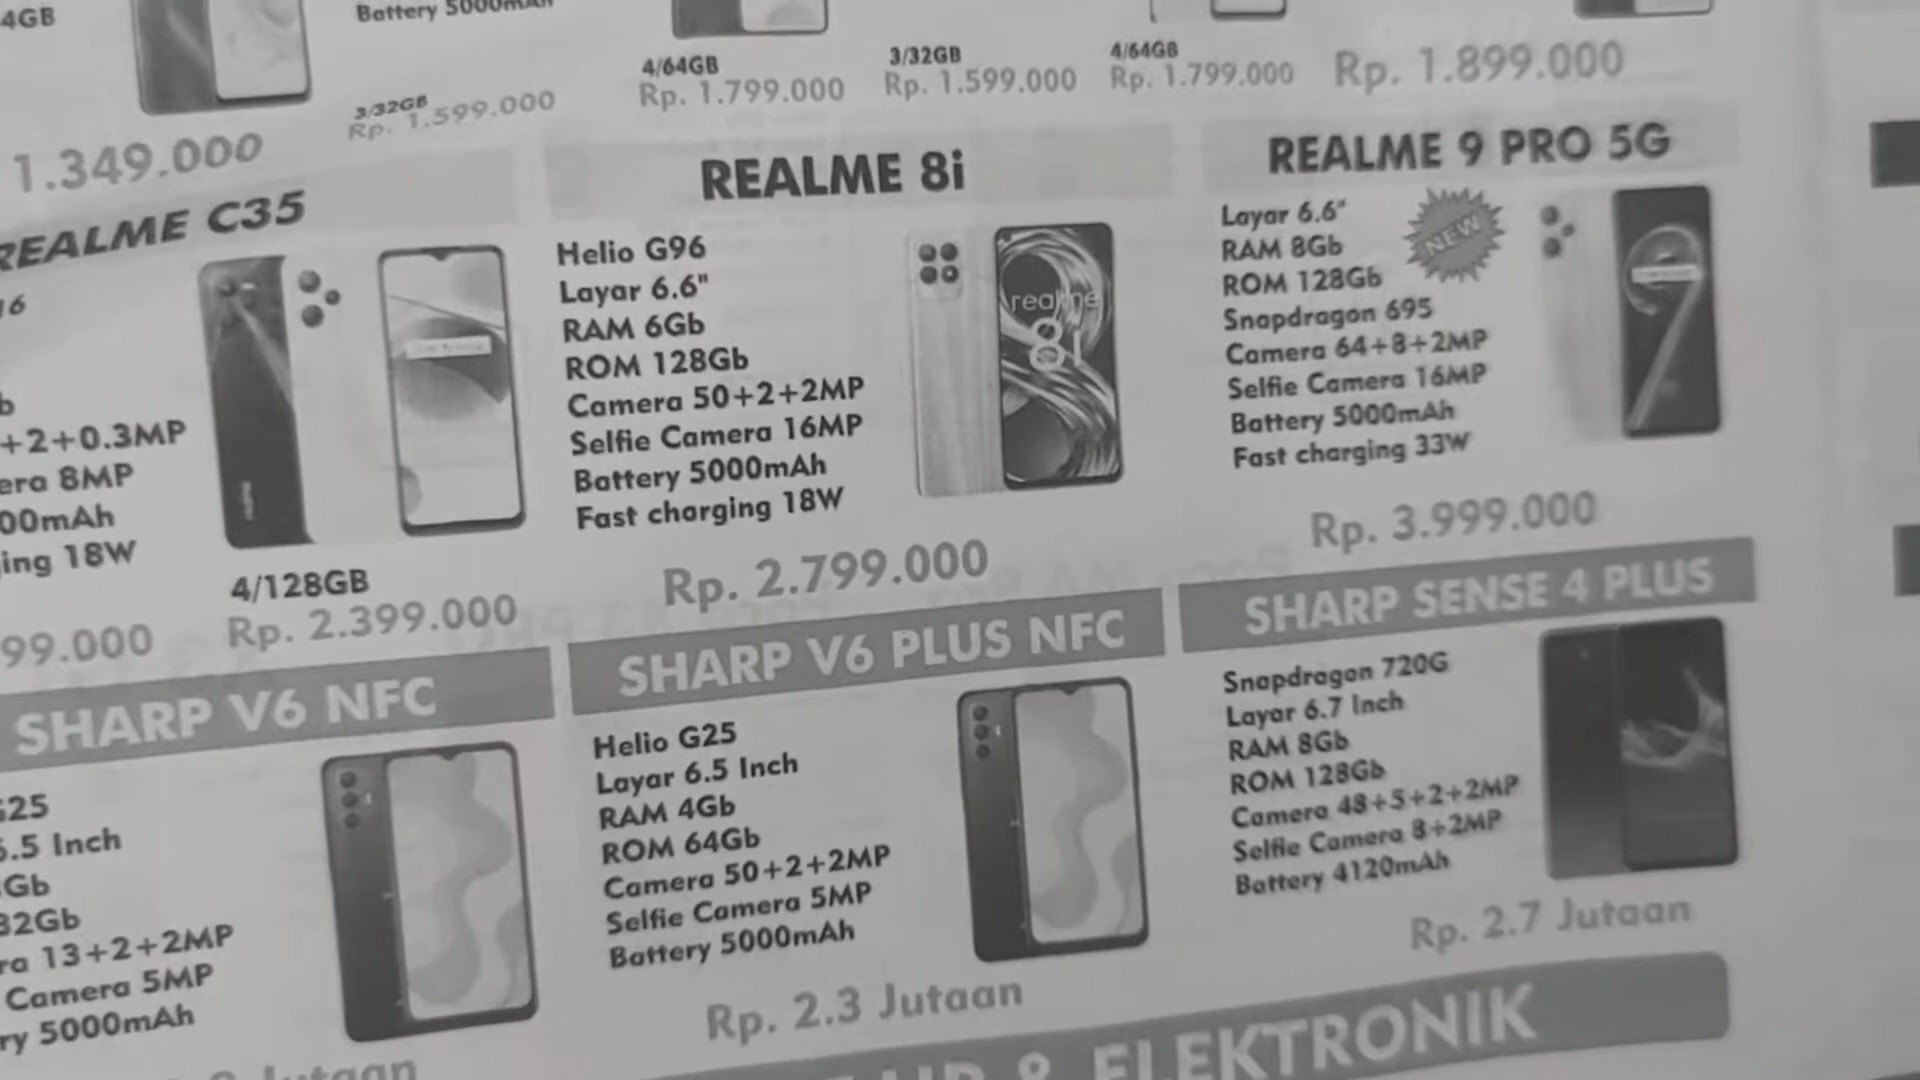 4GB
Battery 5000mAh
1.349.000
3/32GB
Rp. 1.599.000
4/64GB
Rp. 1.799.000
3/32GB
Rp. 1.599.000
4/64GB
Rp. 1.799.000
Rp. 1.899.000
REALME C35
16
b
+2+0.3MP
era 8MP
00mAh
ing 18W
99.000
4/128GB
Rp. 2.399.000
REALME 8i
Helio G96
Layar 6.6"
RAM 6Gb
ROM 128Gb
Camera 50+2+2MP
Selfie Camera 16MP
Battery 5000mAh
Fast charging 18W
realme
8i
Rp. 2.799.000
REALME 9 PRO 5G
Layar 6.6"
RAM 8Gb
ROM 128Gb
Snapdragon 695
Camera 64+8+2MP
Selfie Camera 16MP
Battery 5000mAh
Fast charging 33W
NEW
9
Rp. 3.999.000
SHARP V6 NFC
G25
6.5 Inch
Gb
32Gb
ra 13+2+2MP
Camera 5MP
ry 5000mAh
Jutaan
SHARP V6 PLUS NFC
Helio G25
Layar 6.5 Inch
RAM 4Gb
ROM 64Gb
Camera 50+2+2MP
Selfie Camera 5MP
Battery 5000mAh
Rp. 2.3 Jutaan
SHARP SENSE 4 PLUS
Snapdragon 720G
Layar 6.7 Inch
RAM 8Gb
ROM 128Gb
Camera 48+5+2+2MP
Selfie Camera 8+2MP
Battery 4120mAh
Rp. 2.7 Jutaan
& ELEKTRONIK